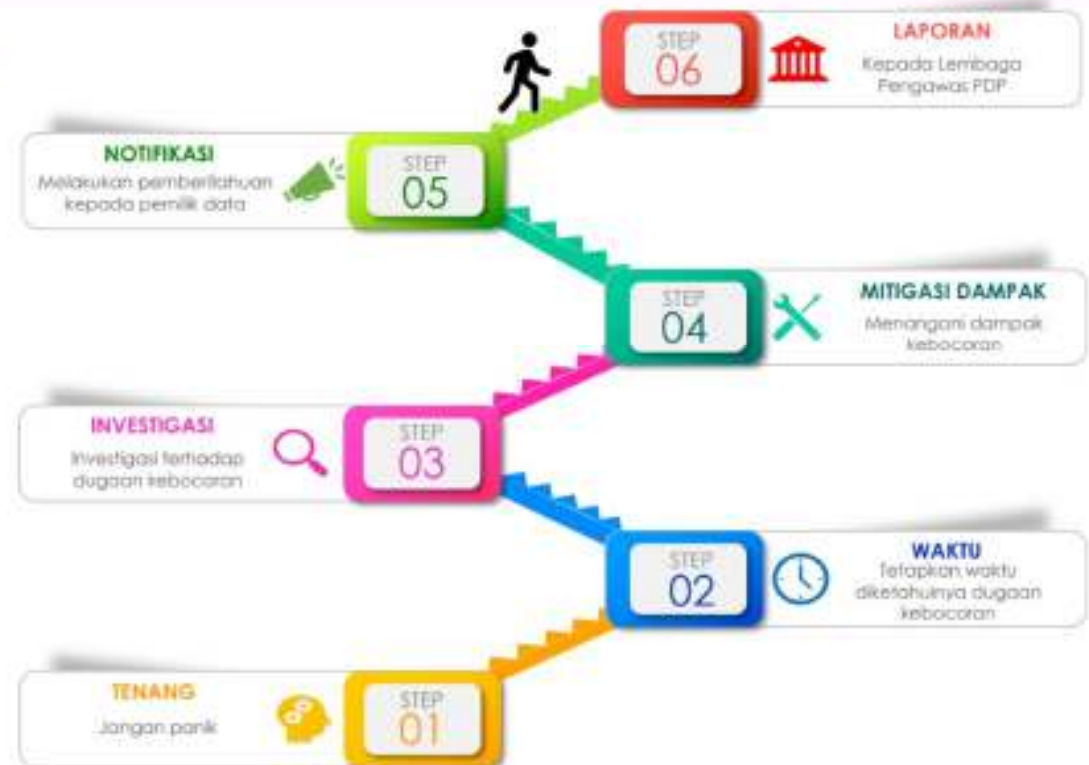 STEP
06
LAPORAN
Kepada Lembaga
Pengawas PDP
NOTIFIKASI
Melakukan pemberitahuan
kepada pemilik data
STEP
05
STEP
04
MITIGASI DAMPAK
Menangani dampak
kebocoran
INVESTIGASI
Investigasi terhadap
dugaan kebocoran
STEP
03
STEP
02
WAKTU
Tetapkan waktu
diketahuinya dugaan
kebocoran
TENANG
Jangan panik
STEP
01